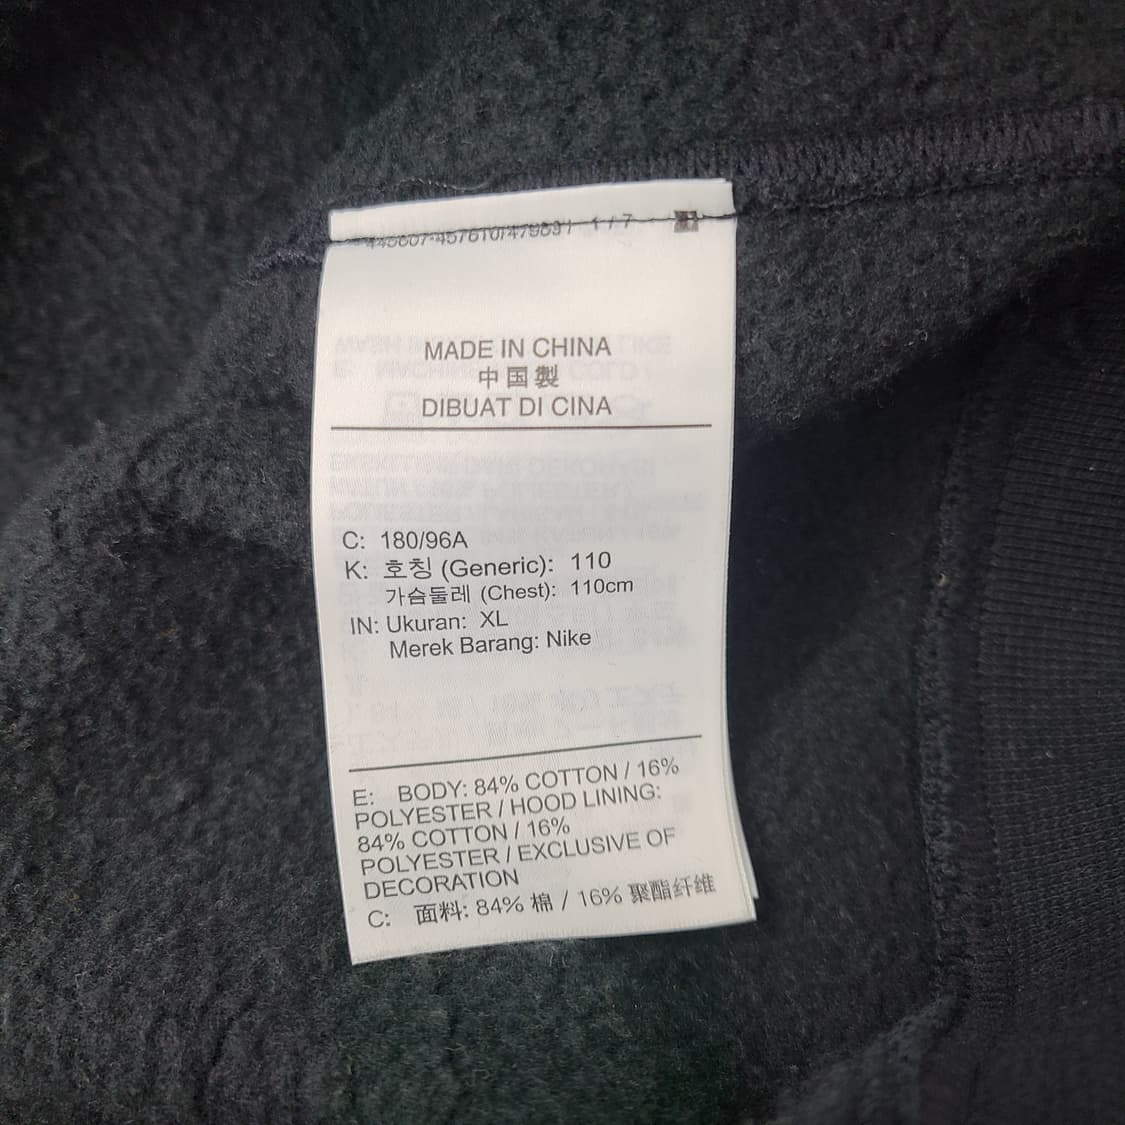 1 / 7
MADE IN CHINA
中国製
DIBUAT DI CINA
C: 180/96A
K: 호칭 (Generic): 110
가슴둘레 (Chest): 110cm
IN: Ukuran: XL
Merek Barang: Nike
E: BODY: 84% COTTON / 16%
POLYESTER / HOOD LINING:
84% COTTON / 16%
POLYESTER / EXCLUSIVE OF
DECORATION
C: 面料: 84% 棉 / 16% 聚酯纤维